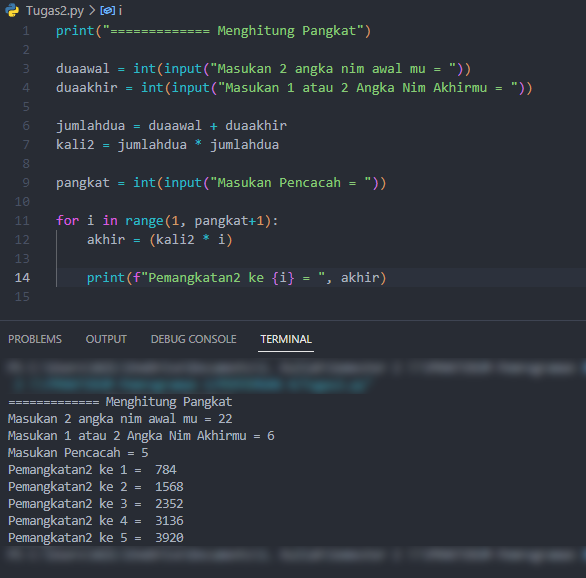 Tugas2.py > i
1 print("============= Menghitung Pangkat")
2
3 duaawal = int(input("Masukan 2 angka nim awal mu = "))
4 duaakhir = int(input("Masukan 1 atau 2 Angka Nim Akhirmu = "))
5
6 jumlahdua = duaawal + duaakhir
7 kali2 = jumlahdua * jumlahdua
8
9 pangkat = int(input("Masukan Pencacah = "))
10
11 for i in range(1, pangkat+1):
12     akhir = (kali2 * i)
13
14     print(f"Pemangkatan2 ke {i} = ", akhir)
15
PROBLEMS OUTPUT DEBUG CONSOLE TERMINAL
============= Menghitung Pangkat
Masukan 2 angka nim awal mu = 22
Masukan 1 atau 2 Angka Nim Akhirmu = 6
Masukan Pencacah = 5
Pemangkatan2 ke 1 =  784
Pemangkatan2 ke 2 =  1568
Pemangkatan2 ke 3 =  2352
Pemangkatan2 ke 4 =  3136
Pemangkatan2 ke 5 =  3920